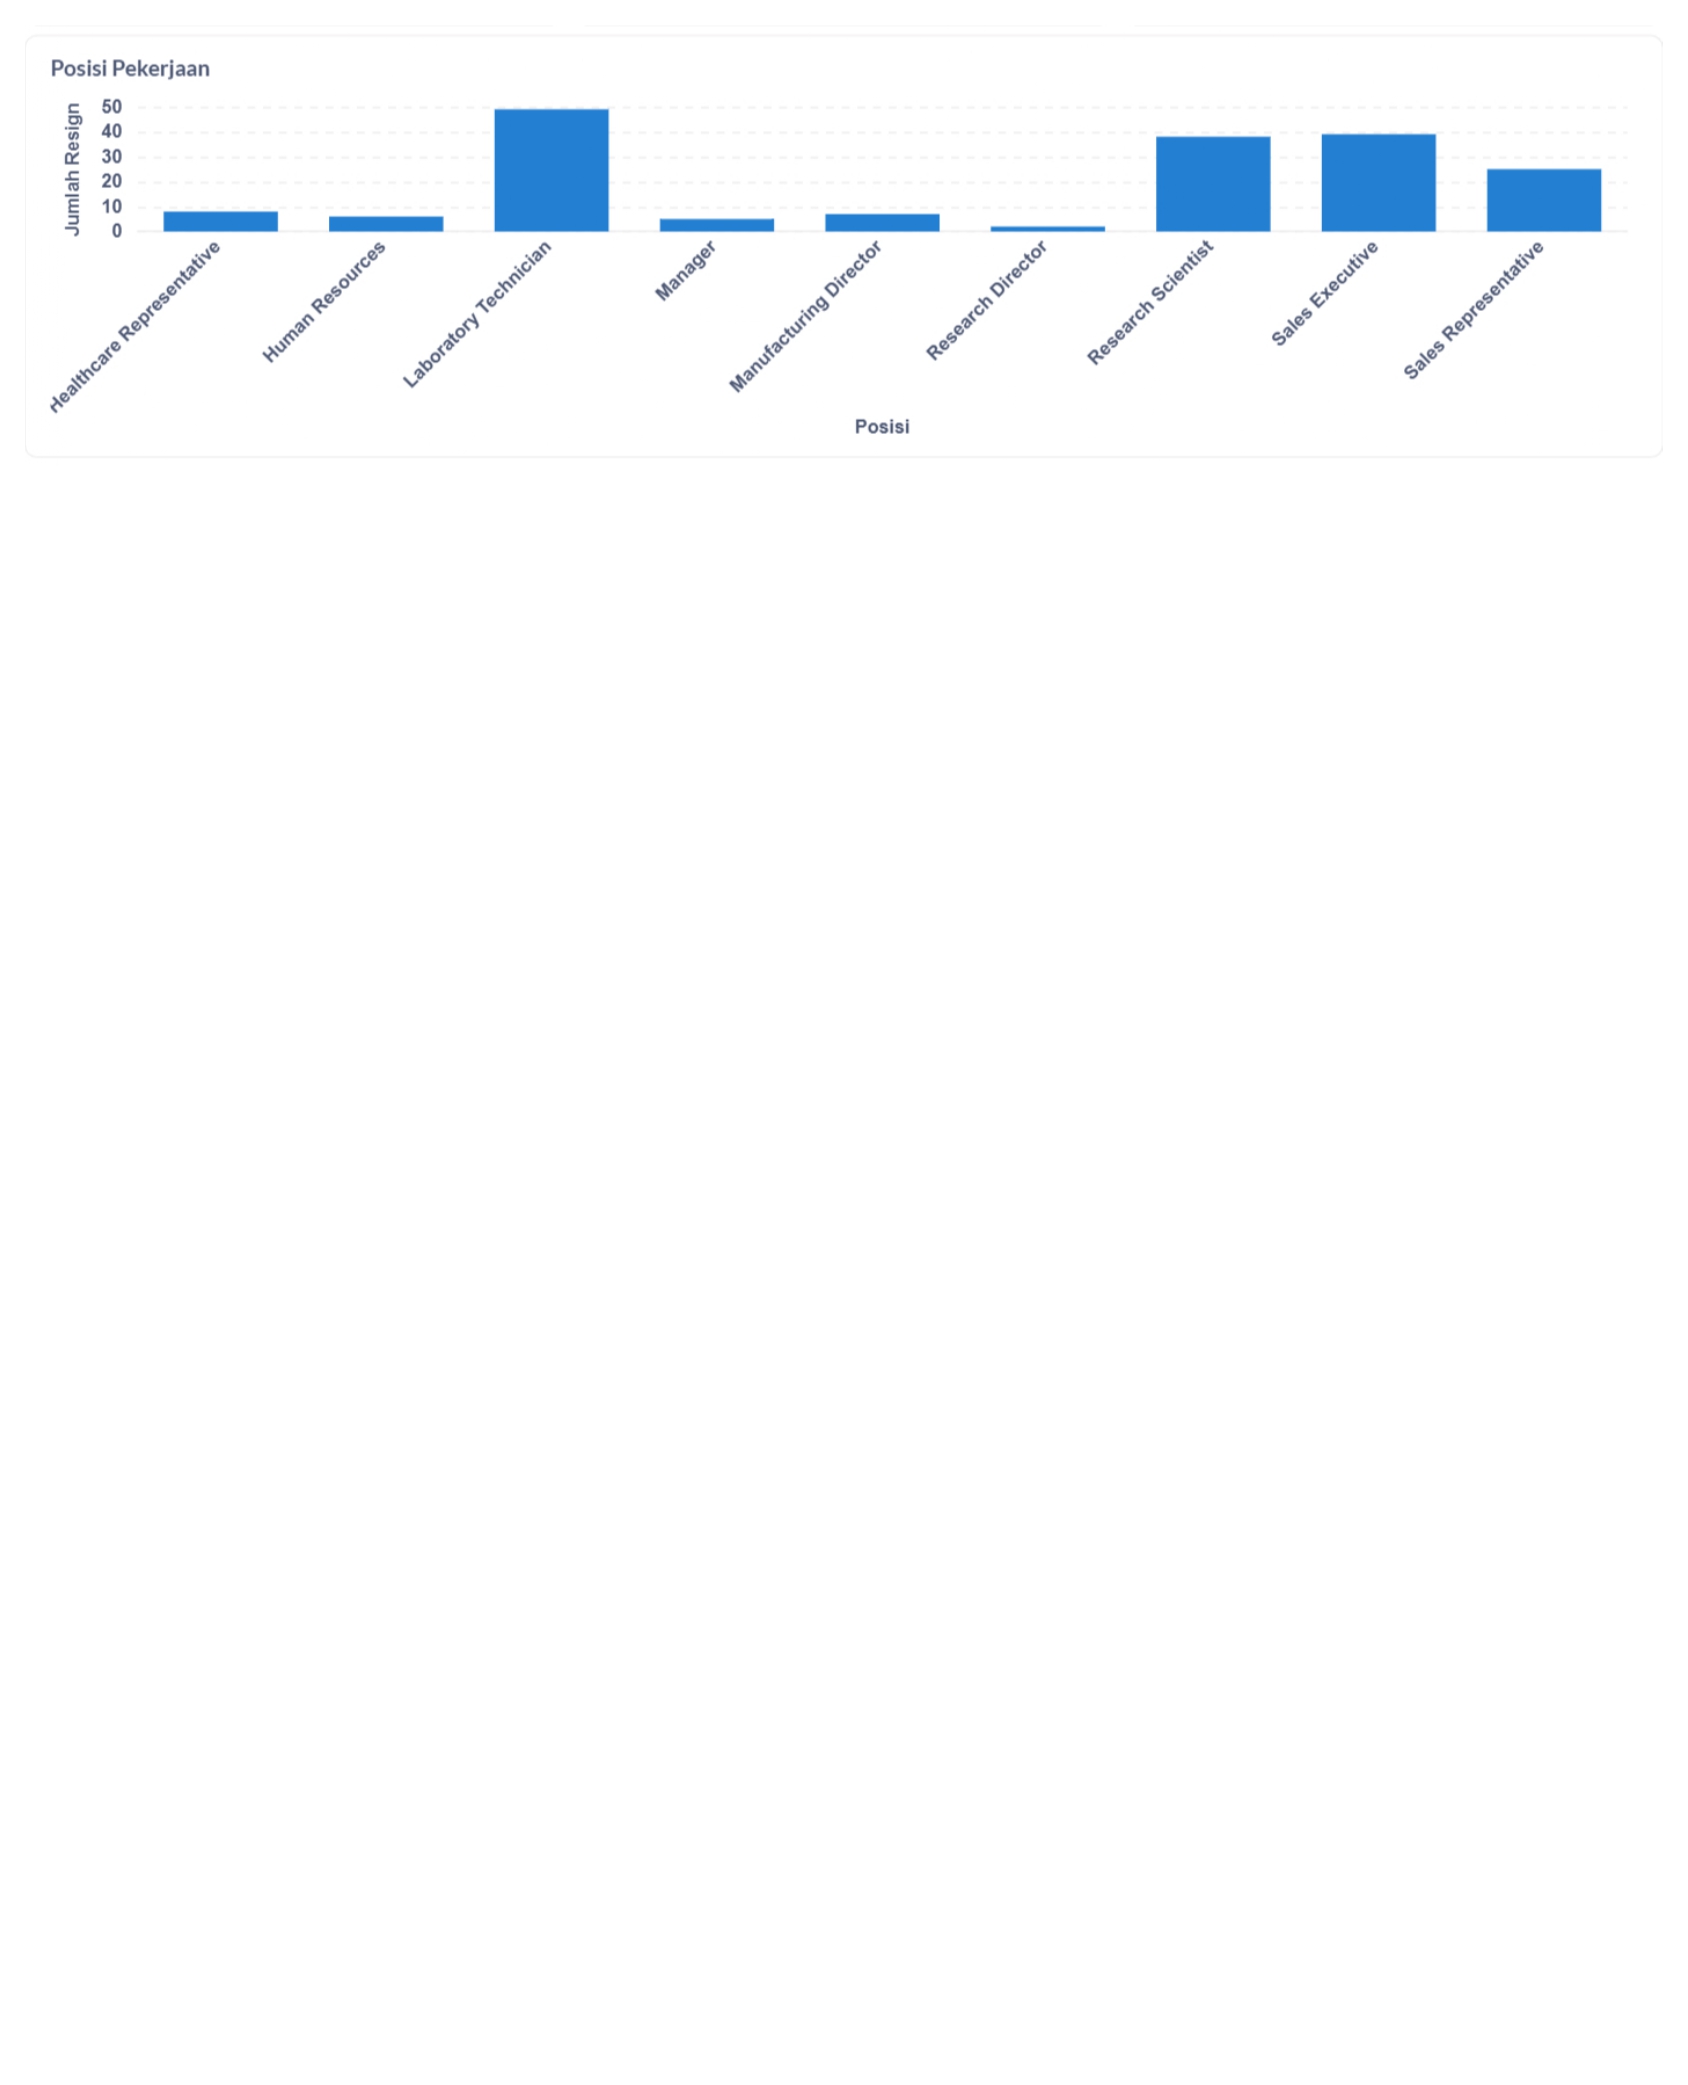 Posisi Pekerjaan
Jumlah Resign
50
40
30
20
10
0
Healthcare Representative
Human Resources
Laboratory Technician
Manager
Manufacturing Director
Research Director
Research Scientist
Sales Executive
Sales Representative
Posisi